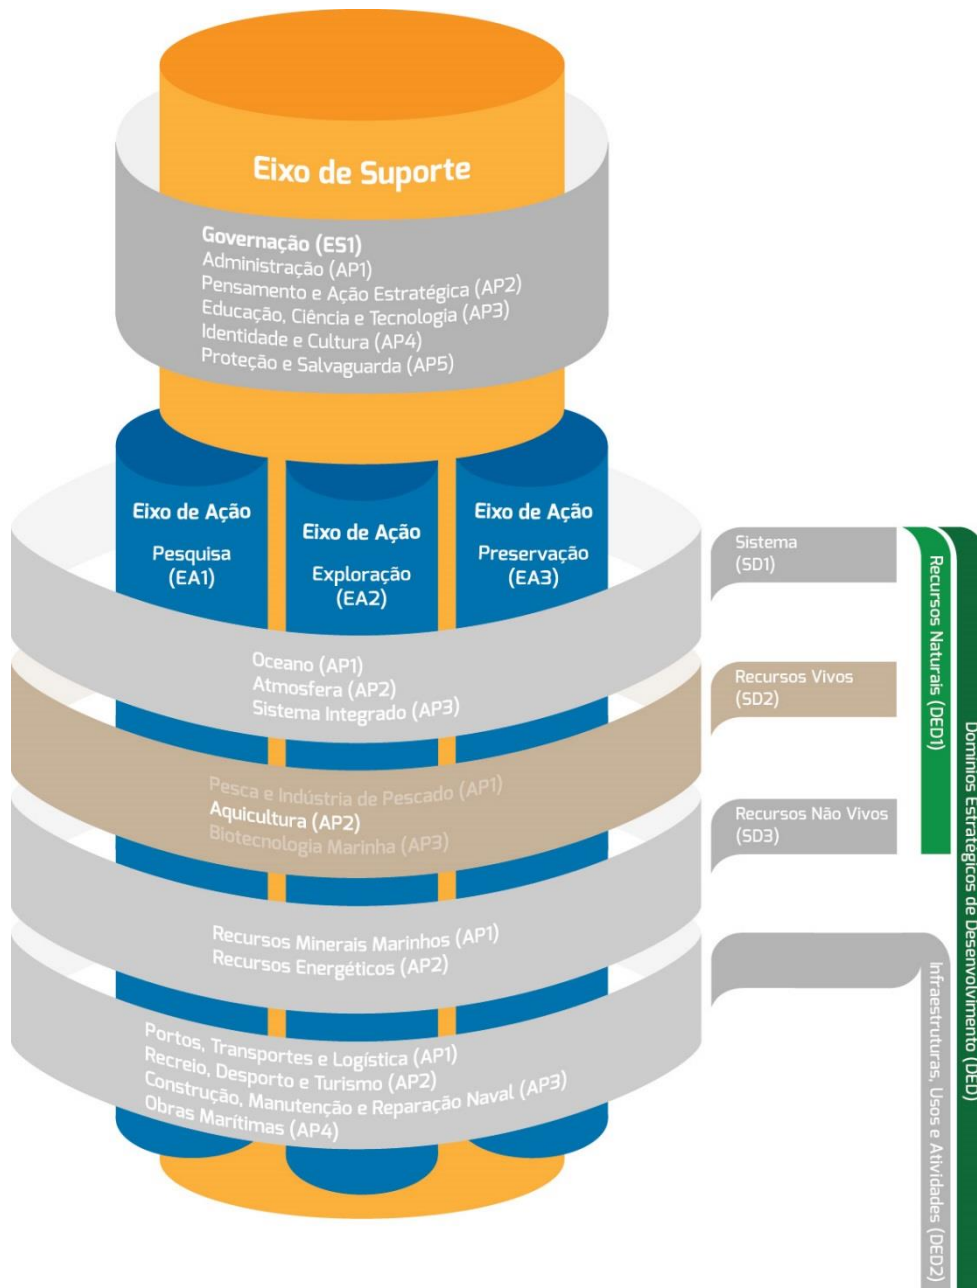 Eixo de Suporte
Governação (ES1)
Administração (AP1)
Pensamento e Ação Estratégica (AP2)
Educação, Ciência e Tecnologia (AP3)
Identidade e Cultura (AP4)
Proteção e Salvaguarda (AP5)
Eixo de Ação
Pesquisa
(EA1)
Eixo de Ação
Exploração
(EA2)
Eixo de Ação
Preservação
(EA3)
Oceano (AP1)
Atmosfera (AP2)
Sistema Integrado (AP3)
Sistema
(SD1)
Pesca e Indústria de Pescado (AP1)
Aquicultura (AP2)
Biotecnologia Marinha (AP3)
Recursos Vivos
(SD2)
Recursos Minerais Marinhos (AP1)
Recursos Energéticos (AP2)
Recursos Não Vivos
(SD3)
Portos, Transportes e Logística (AP1)
Recreio, Desporto e Turismo (AP2)
Construção, Manutenção e Reparação Naval (AP3)
Obras Marítimas (AP4)
Recursos Naturais (DED1)
Infraestruturas, Usos e Atividades (DED2)
Domínios Estratégicos de Desenvolvimento (DED)